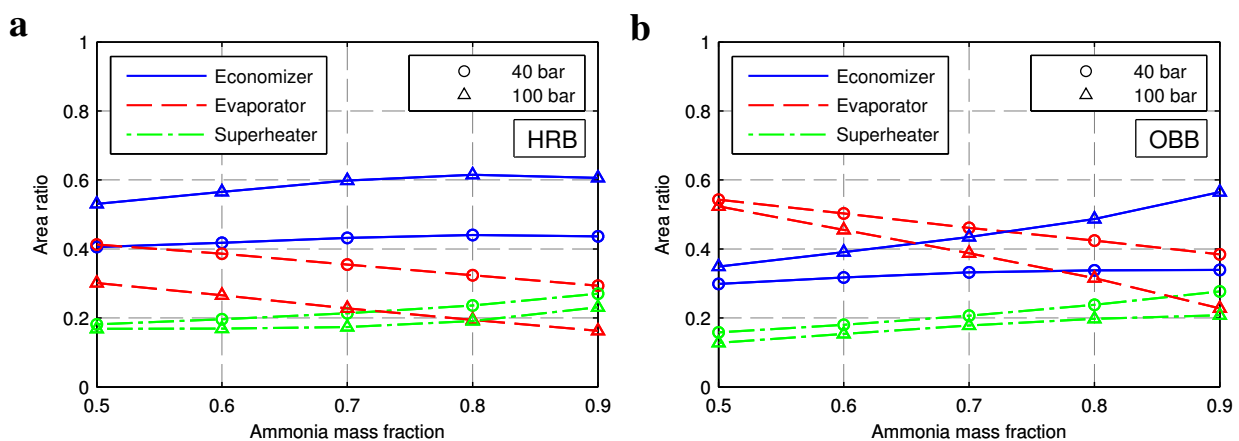 a
Area ratio
1
0.8
0.6
0.4
0.2
0
Economizer
Evaporator
Superheater
40 bar
100 bar
HRB
0.5 0.6 0.7 0.8 0.9
Ammonia mass fraction
b
Area ratio
1
0.8
0.6
0.4
0.2
0
Economizer
Evaporator
Superheater
40 bar
100 bar
OBB
0.5 0.6 0.7 0.8 0.9
Ammonia mass fraction